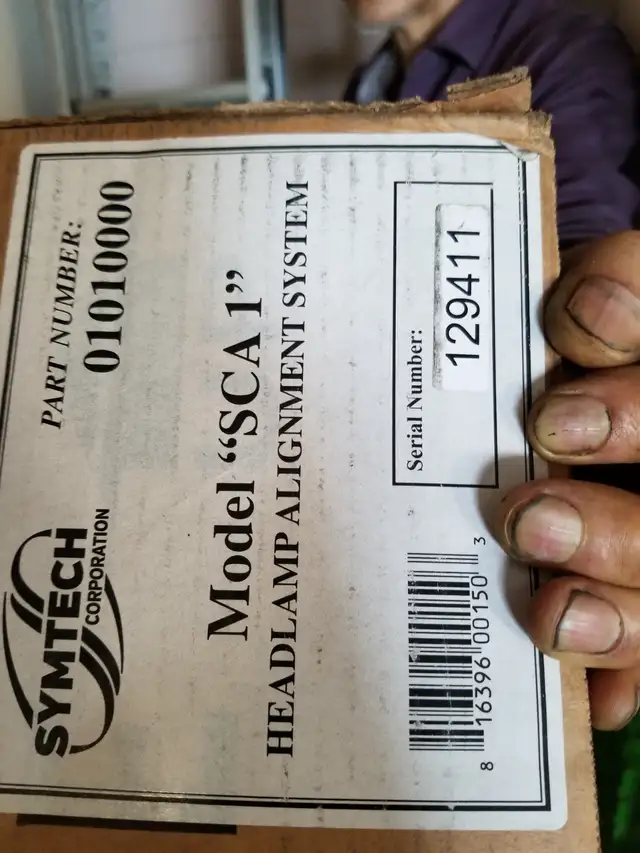 SYMTECH
CORPORATION
PART NUMBER:
01010000
Model “SCA 1”
HEADLAMP ALIGNMENT SYSTEM
8 16396 00150 3
Serial Number:
129411